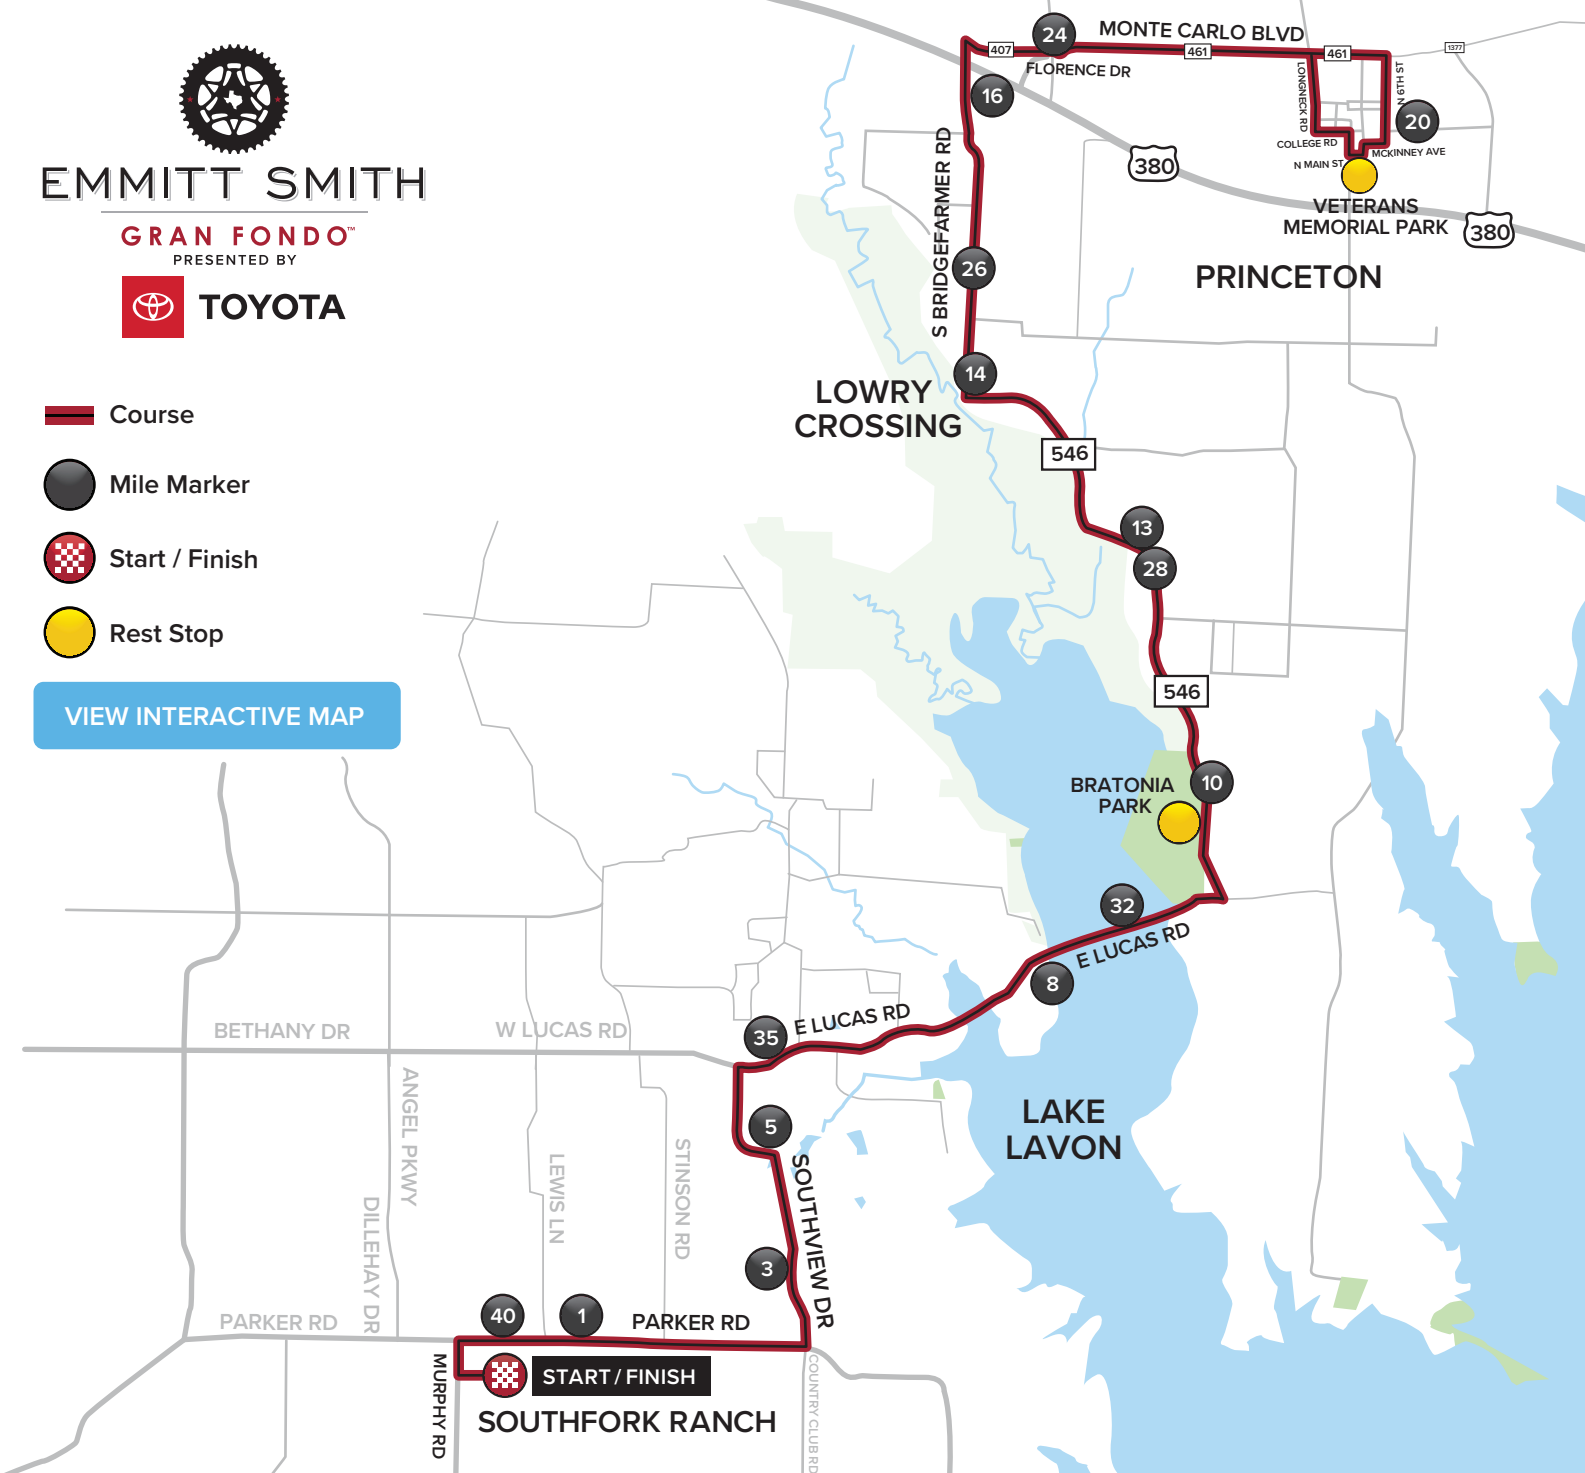 EMMITT SMITH
GRAN FONDO™
PRESENTED BY
TOYOTA
Course
Mile Marker
Start / Finish
Rest Stop
VIEW INTERACTIVE MAP
24
MONTE CARLO BLVD
407
461
461
1377
FLORENCE DR
16
LONGNECK RD
N 6TH ST
20
COLLEGE RD
MCKINNEY AVE
N MAIN ST
380
VETERANS
MEMORIAL PARK
380
PRINCETON
S BRIDGEFARMER RD
26
14
LOWRY
CROSSING
546
13
28
546
BRATONIA
PARK
10
32
E LUCAS RD
8
E LUCAS RD
35
BETHANY DR
W LUCAS RD
ANGEL PKWY
5
LAKE
LAVON
LEWIS LN
STINSON RD
SOUTHVIEW DR
DILLEHAY DR
3
PARKER RD
40
1
PARKER RD
MURPHY RD
START / FINISH
COUNTRY CLUB RD
SOUTHFORK RANCH